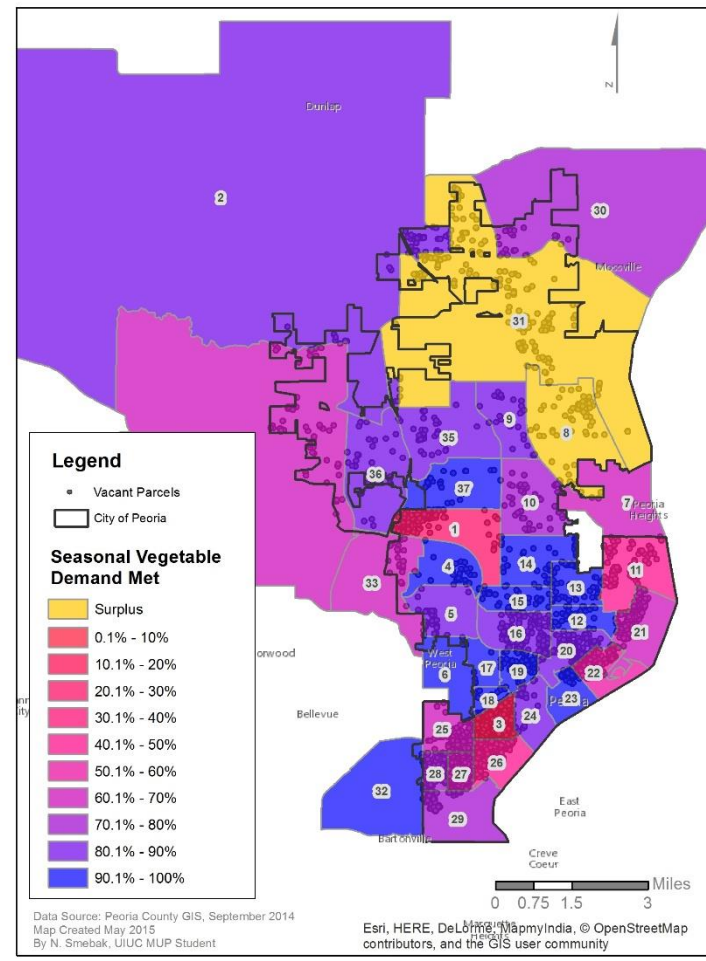 Dunlap
2
30
Mossville
31
8
9
35
36
37
10
7
Peoria
Heights
1
11
33
4
14
13
15
12
5
21
16
20
West
Peoria
17
19
22
6
18
23
Peoria
3
24
25
26
28
27
32
29
orwood
Bellevue
Bartonville
East
Peoria
Creve
Coeur
Marquette
Heights
City
N
Legend
Vacant Parcels
City of Peoria
Seasonal Vegetable
Demand Met
Surplus
0.1% - 10%
10.1% - 20%
20.1% - 30%
30.1% - 40%
40.1% - 50%
50.1% - 60%
60.1% - 70%
70.1% - 80%
80.1% - 90%
90.1% - 100%
Miles
0 0.75 1.5 3
Data Source: Peoria County GIS, September 2014
Map Created May 2015
By N. Smebak, UIUC MUP Student
Esri, HERE, DeLorme, MapmyIndia, © OpenStreetMap
contributors, and the GIS user community